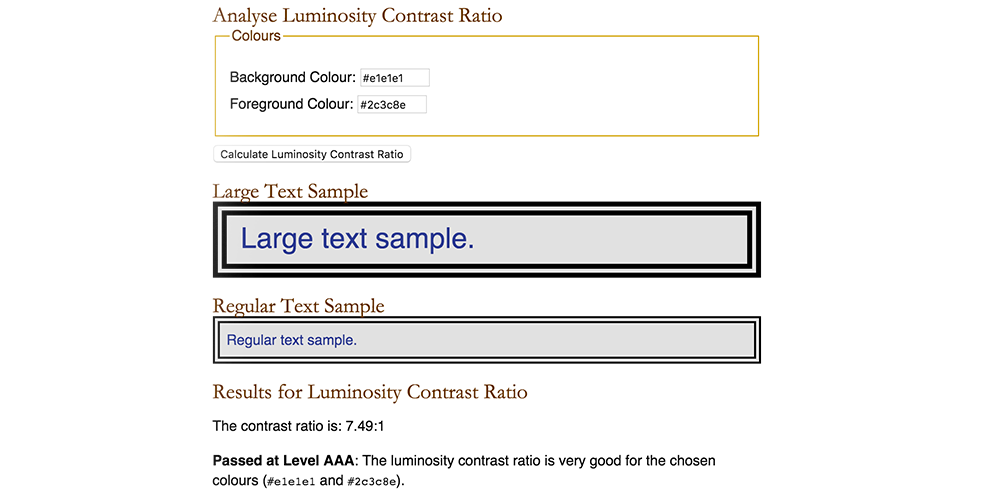 Analyse Luminosity Contrast Ratio
Colours
Background Colour: #e1e1e1
Foreground Colour: #2c3c8e
Calculate Luminosity Contrast Ratio
Large Text Sample
Large text sample.
Regular Text Sample
Regular text sample.
Results for Luminosity Contrast Ratio
The contrast ratio is: 7.49:1
Passed at Level AAA: The luminosity contrast ratio is very good for the chosen
colours (#e1e1e1 and #2c3c8e).